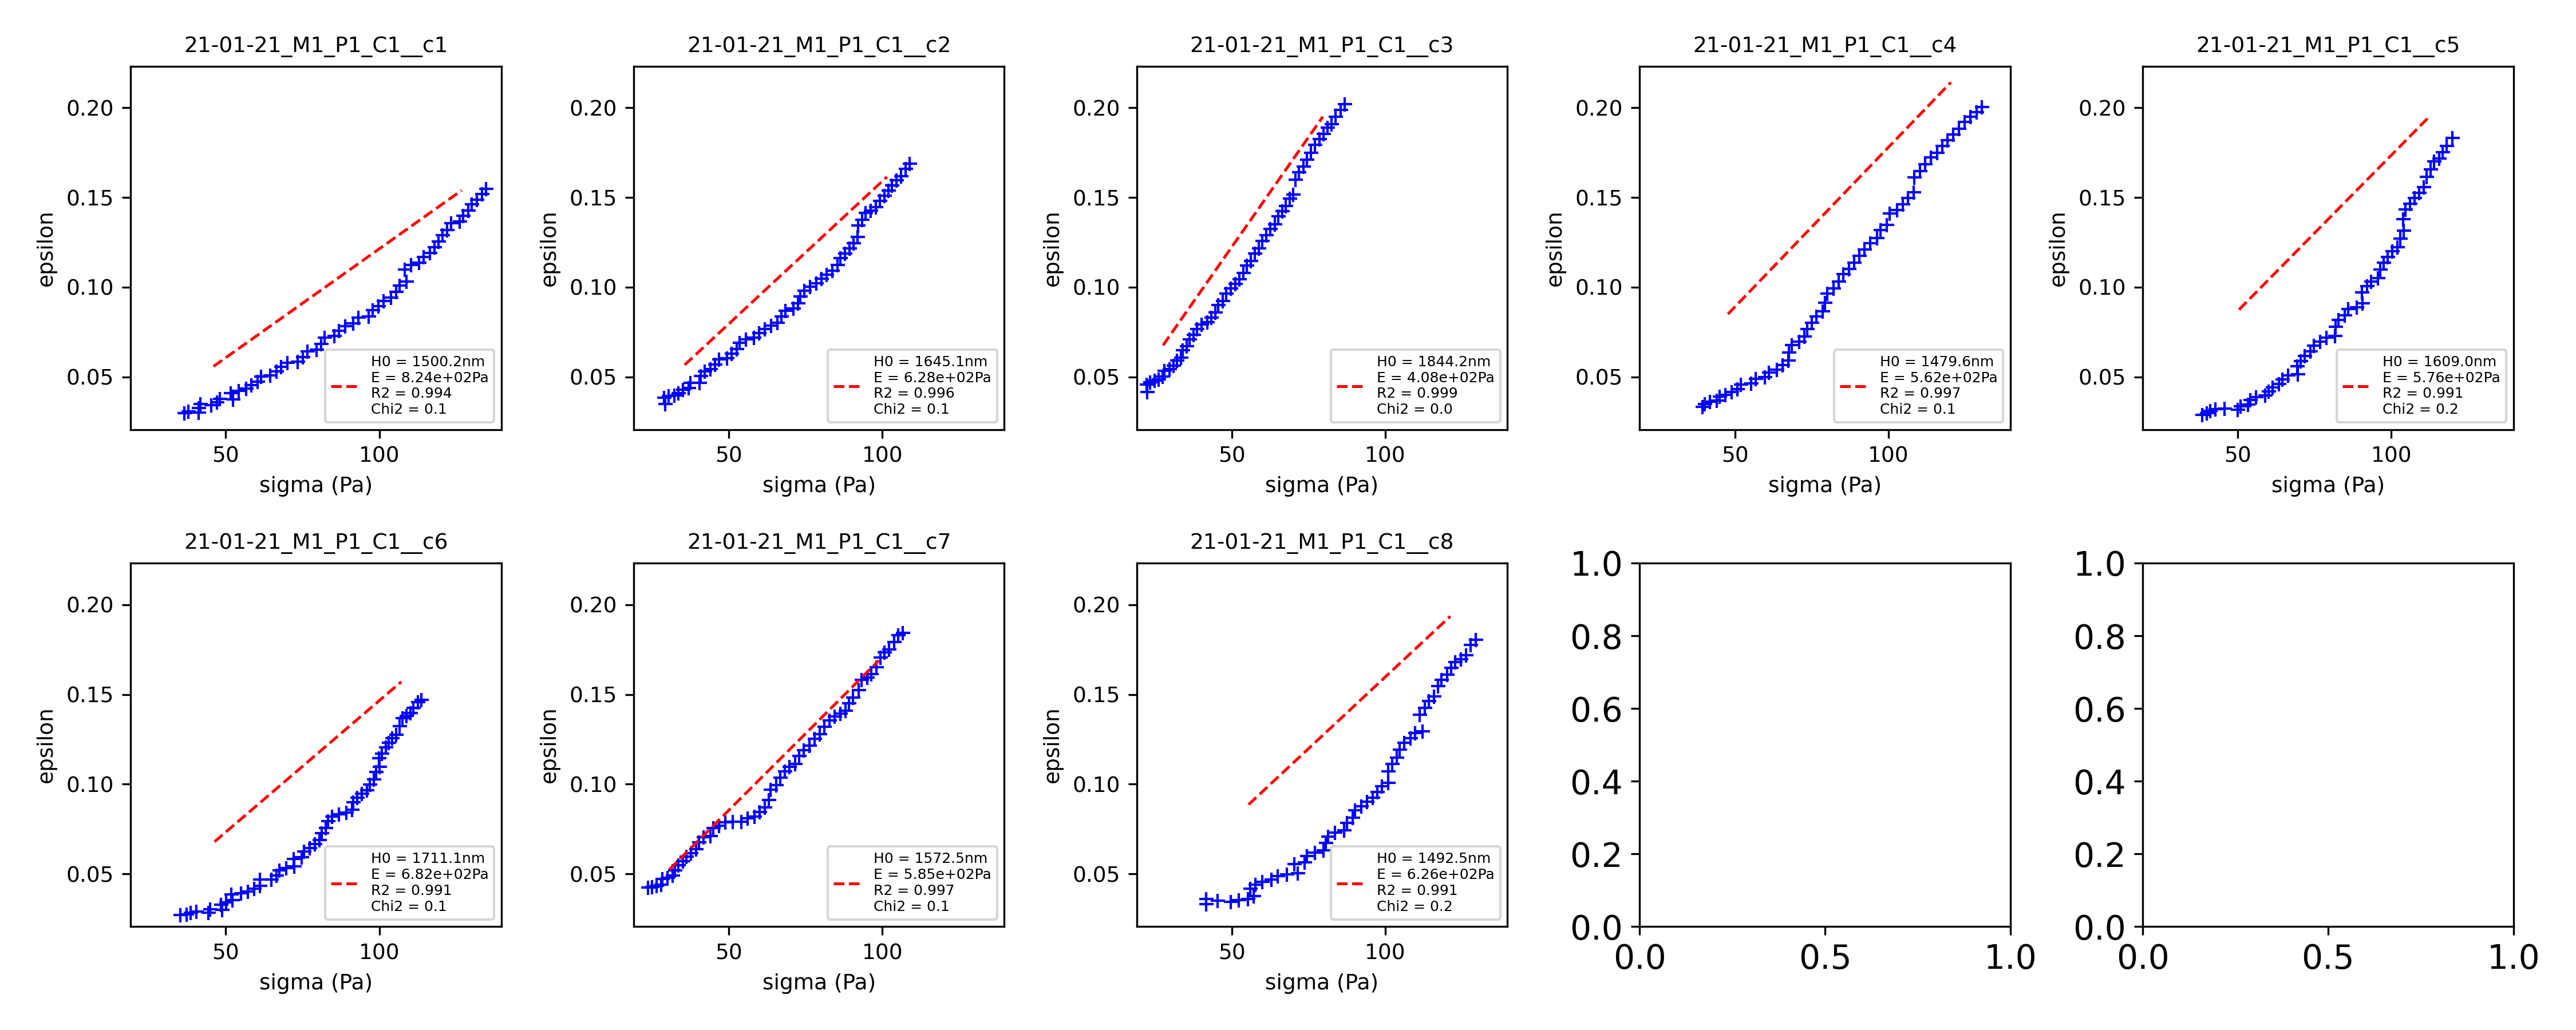 21-01-21_M1_P1_C1__c1
0.20
0.15
0.10
0.05
epsilon
50
100
sigma (Pa)
H0 = 1500.2nm
E = 8.24e+02Pa
R2 = 0.994
Chi2 = 0.1
21-01-21_M1_P1_C1__c2
0.20
0.15
0.10
0.05
epsilon
50
100
sigma (Pa)
H0 = 1645.1nm
E = 6.28e+02Pa
R2 = 0.996
Chi2 = 0.1
21-01-21_M1_P1_C1__c3
0.20
0.15
0.10
0.05
epsilon
50
100
sigma (Pa)
H0 = 1844.2nm
E = 4.08e+02Pa
R2 = 0.999
Chi2 = 0.0
21-01-21_M1_P1_C1__c4
0.20
0.15
0.10
0.05
epsilon
50
100
sigma (Pa)
H0 = 1479.6nm
E = 5.62e+02Pa
R2 = 0.997
Chi2 = 0.1
21-01-21_M1_P1_C1__c5
0.20
0.15
0.10
0.05
epsilon
50
100
sigma (Pa)
H0 = 1609.0nm
E = 5.76e+02Pa
R2 = 0.991
Chi2 = 0.2
21-01-21_M1_P1_C1__c6
0.20
0.15
0.10
0.05
epsilon
50
100
sigma (Pa)
H0 = 1711.1nm
E = 6.82e+02Pa
R2 = 0.991
Chi2 = 0.1
21-01-21_M1_P1_C1__c7
0.20
0.15
0.10
0.05
epsilon
50
100
sigma (Pa)
H0 = 1572.5nm
E = 5.85e+02Pa
R2 = 0.997
Chi2 = 0.1
21-01-21_M1_P1_C1__c8
0.20
0.15
0.10
0.05
epsilon
50
100
sigma (Pa)
H0 = 1492.5nm
E = 6.26e+02Pa
R2 = 0.991
Chi2 = 0.2
1.0
0.8
0.6
0.4
0.2
0.0
0.0
0.5
1.0
1.0
0.8
0.6
0.4
0.2
0.0
0.0
0.5
1.0